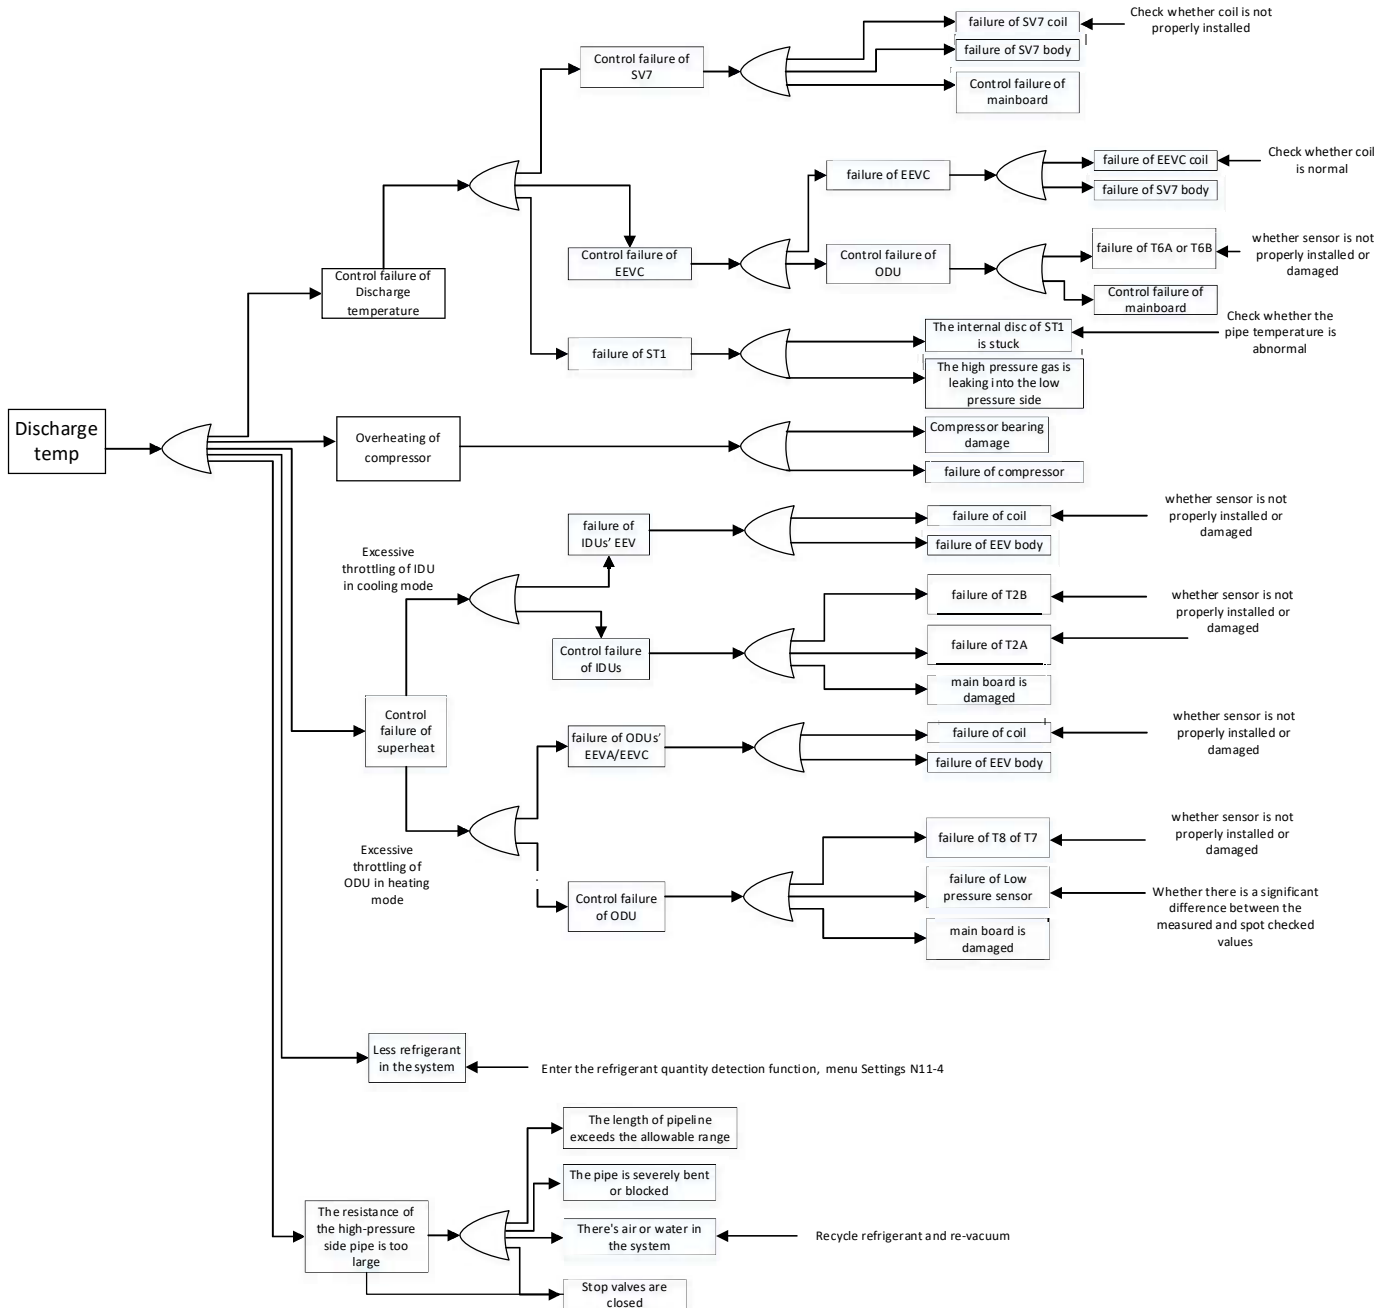 failure of SV7 coil
Check whether coil is not
properly installed
failure of SV7 body
Control failure of
SV7
Control failure of
mainboard
failure of EEVC
failure of EEVC coil
Check whether coil
is normal
failure of SV7 body
Control failure of
EEVC
Control failure of
ODU
failure of T6A or T6B
whether sensor is not
properly installed or
damaged
Control failure of
mainboard
Control failure of
Discharge
temperature
failure of ST1
The internal disc of ST1
is stuck
Check whether the
pipe temperature is
abnormal
The high pressure gas is
leaking into the low
pressure side
Discharge
temp
Overheating of
compressor
Compressor bearing
damage
failure of compressor
Excessive
throttling of IDU
in cooling mode
failure of
IDUs' EEV
failure of coil
whether sensor is not
properly installed or
damaged
failure of EEV body
Control failure
of IDUs
failure of T2B
whether sensor is not
properly installed or
damaged
failure of T2A
main board is
damaged
Control
failure of
superheat
failure of ODUs'
EEVA/EEVC
failure of coil
whether sensor is not
properly installed or
damaged
failure of EEV body
Excessive
throttling of
ODU in heating
mode
Control failure
of ODU
failure of T8 of T7
whether sensor is not
properly installed or
damaged
failure of Low
pressure sensor
Whether there is a significant
difference between the
measured and spot checked
values
main board is
damaged
Less refrigerant
in the system
Enter the refrigerant quantity detection function, menu Settings N11-4
The length of pipeline
exceeds the allowable range
The pipe is severely bent
or blocked
The resistance of
the high-pressure
side pipe is too
large
There's air or water in
the system
Recycle refrigerant and re-vacuum
Stop valves are
closed